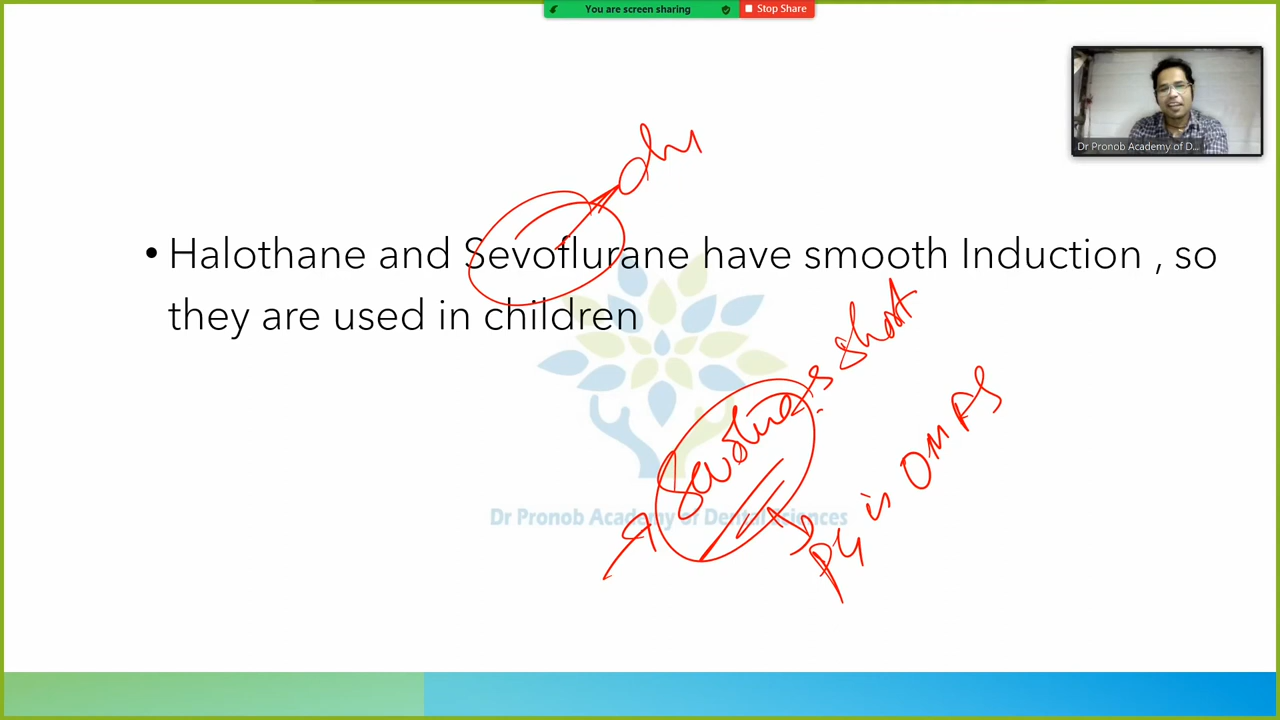 You are screen sharing Stop Share
Dr Pronob Academy of D...
• Halothane and Sevoflurane have smooth Induction , so
they are used in children
short
PG in OMFS
Dr Pronob Academy of Dental Sciences